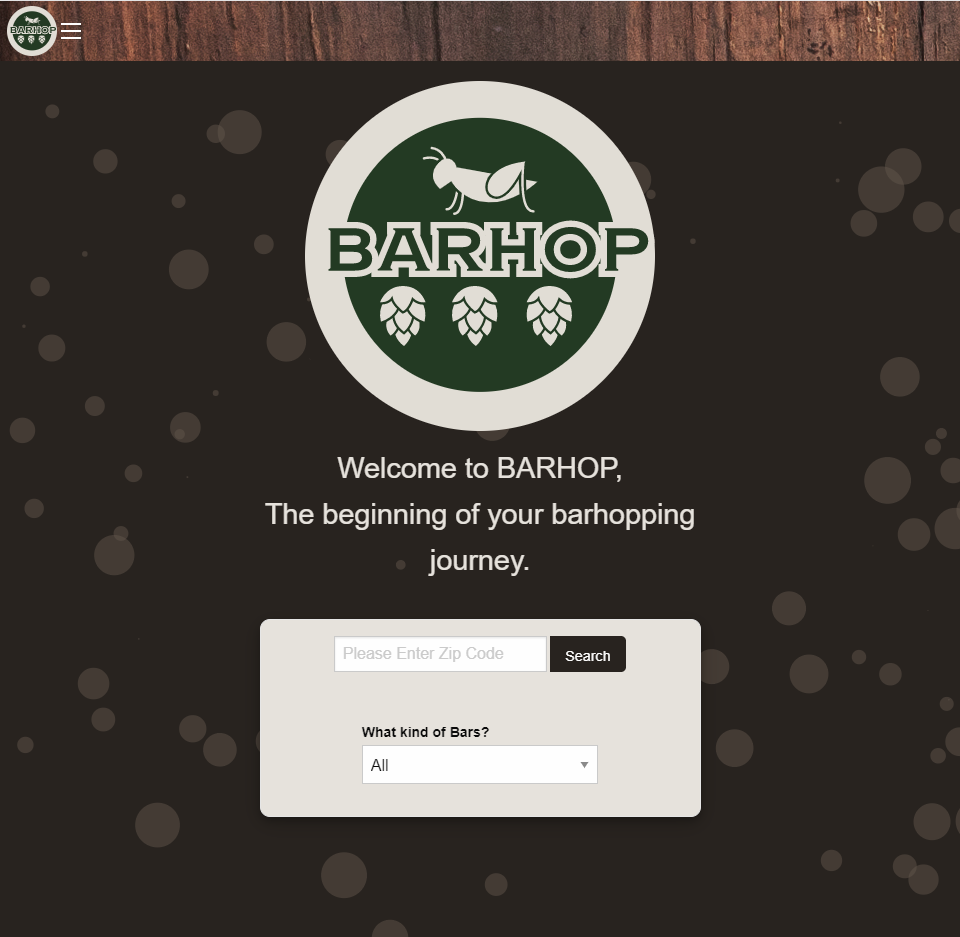 BARHOP
BARHOP
Welcome to BARHOP,
The beginning of your barhopping
journey.
Please Enter Zip Code
Search
What kind of Bars?
All